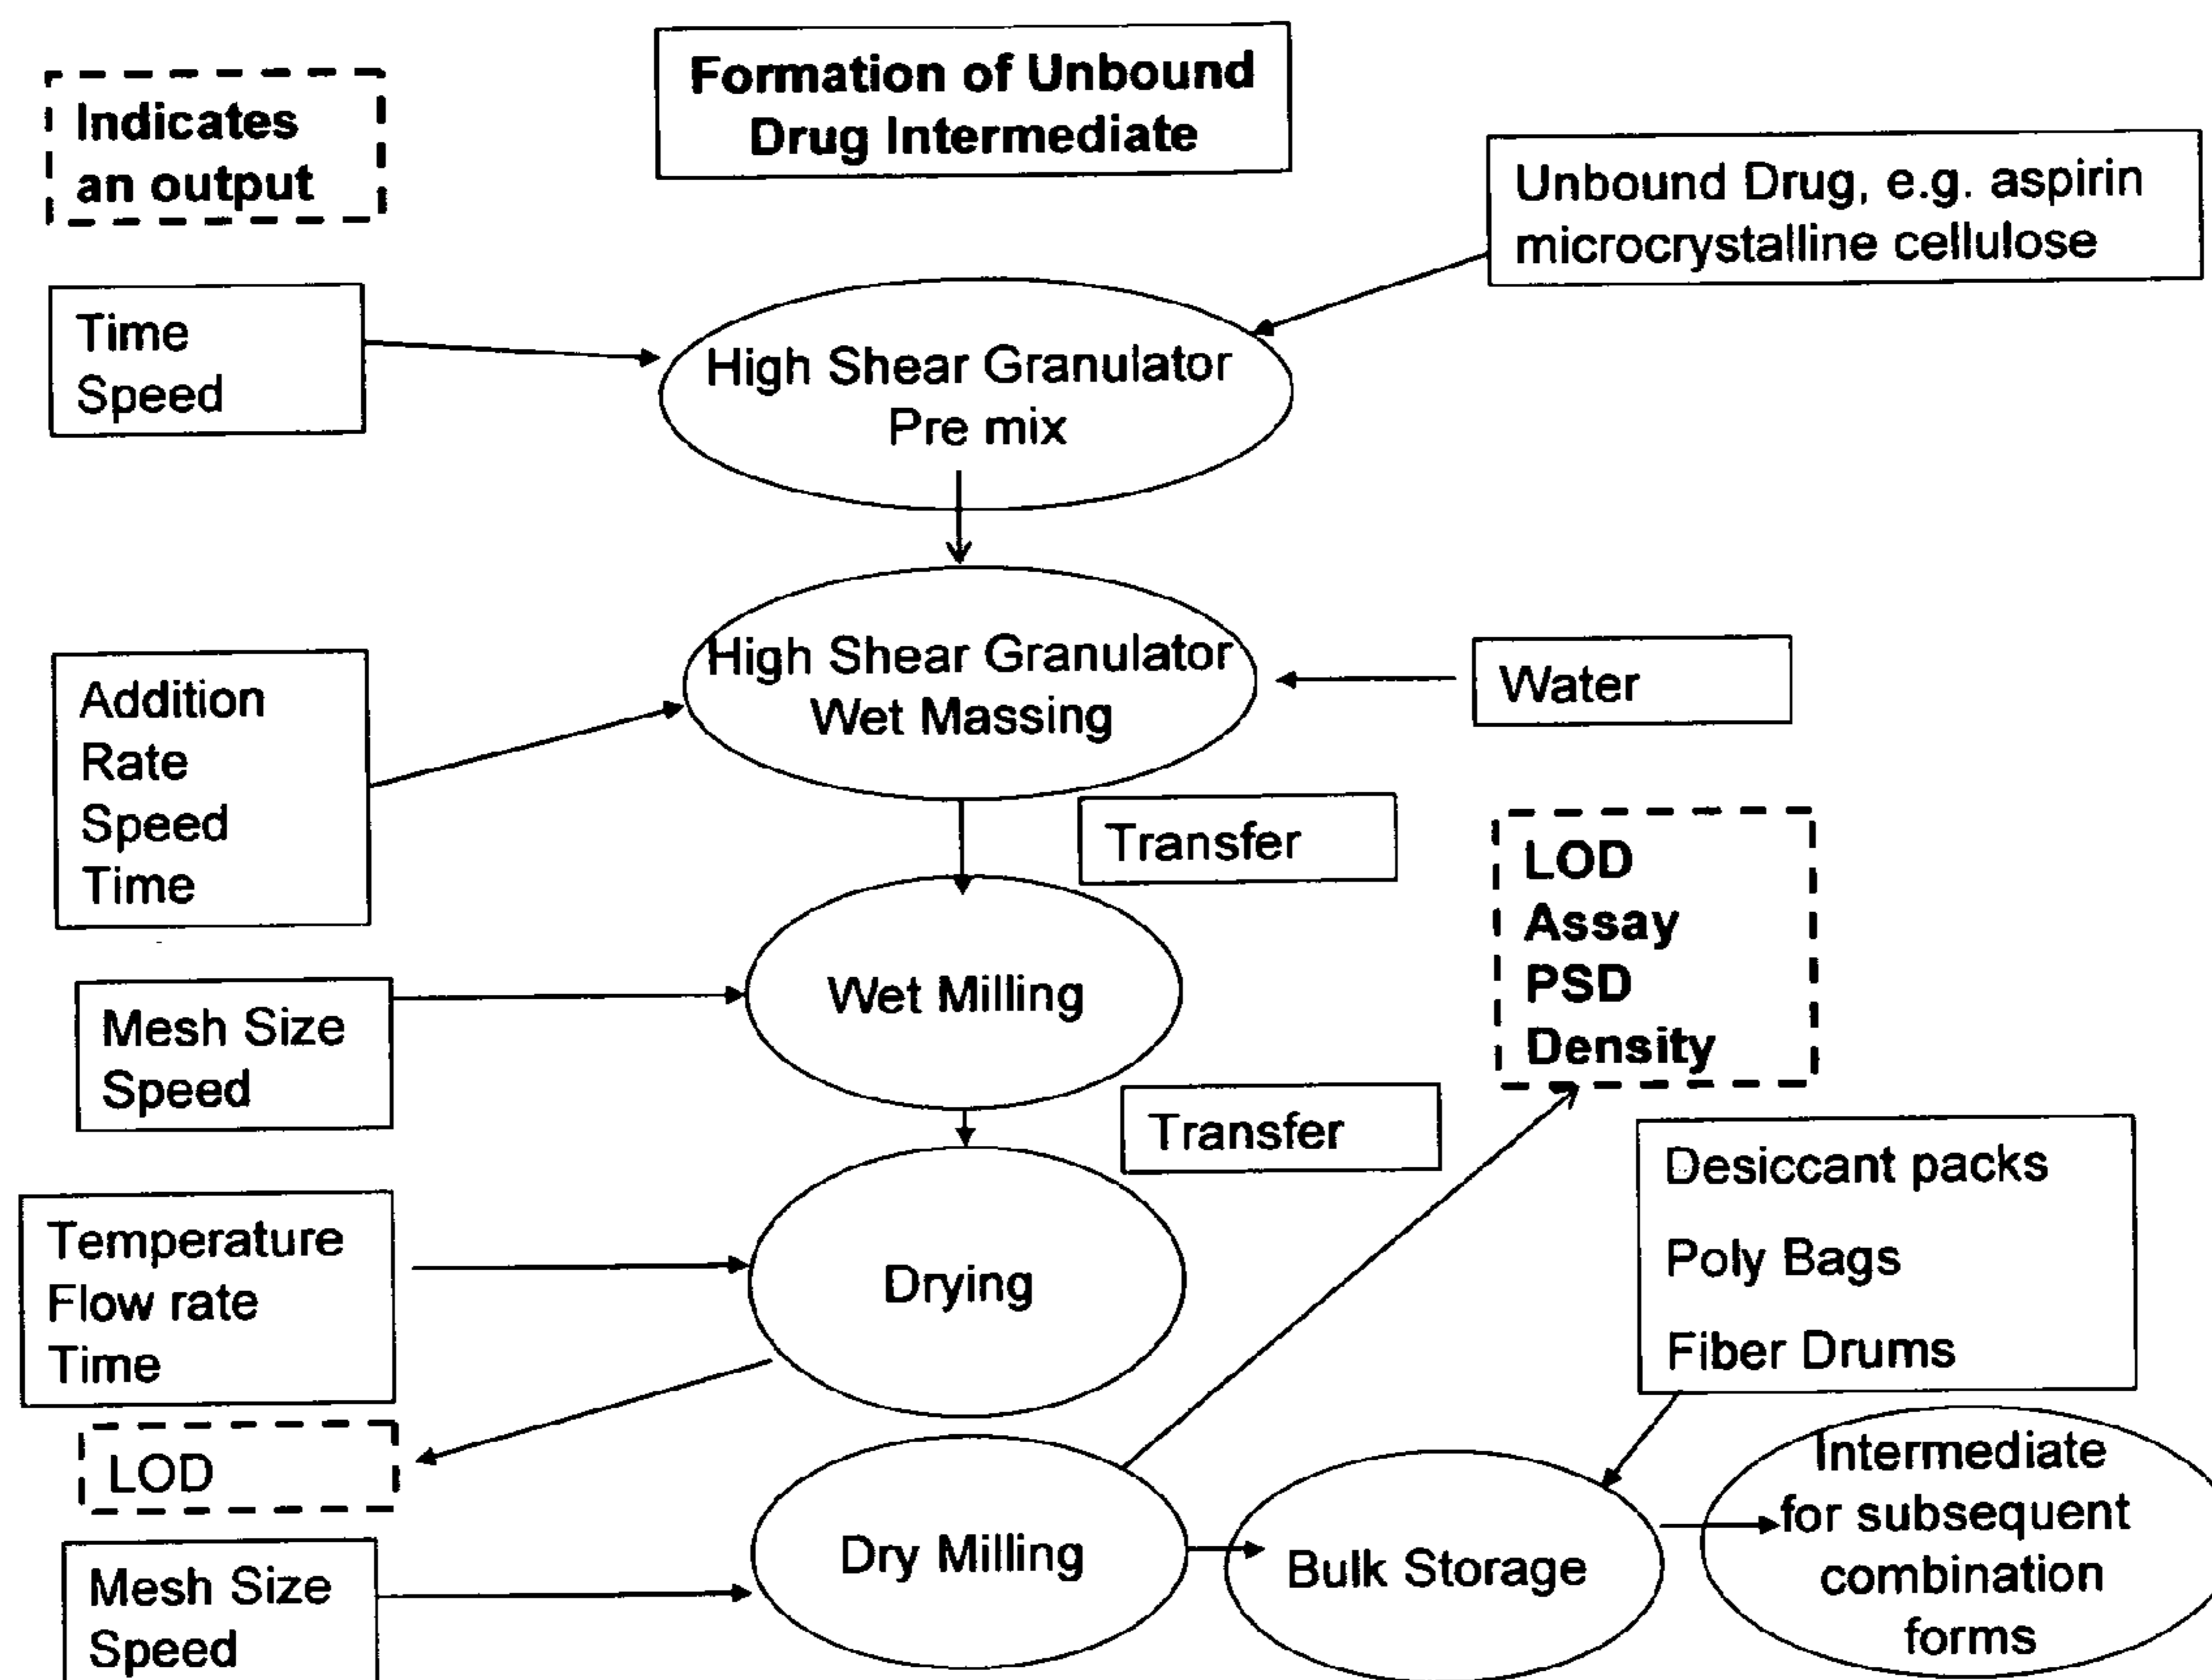 Indicates
an output
Formation of Unbound
Drug Intermediate
Unbound Drug, e.g. aspirin
microcrystalline cellulose
Time
Speed
High Shear Granulator
Pre mix
Addition
Rate
Speed
Time
High Shear Granulator
Wet Massing
Water
Transfer
Mesh Size
Speed
Wet Milling
LOD
Assay
PSD
Density
Transfer
Temperature
Flow rate
Time
Drying
Desiccant packs
Poly Bags
Fiber Drums
LOD
Mesh Size
Speed
Dry Milling
Bulk Storage
Intermediate
for subsequent
combination
forms